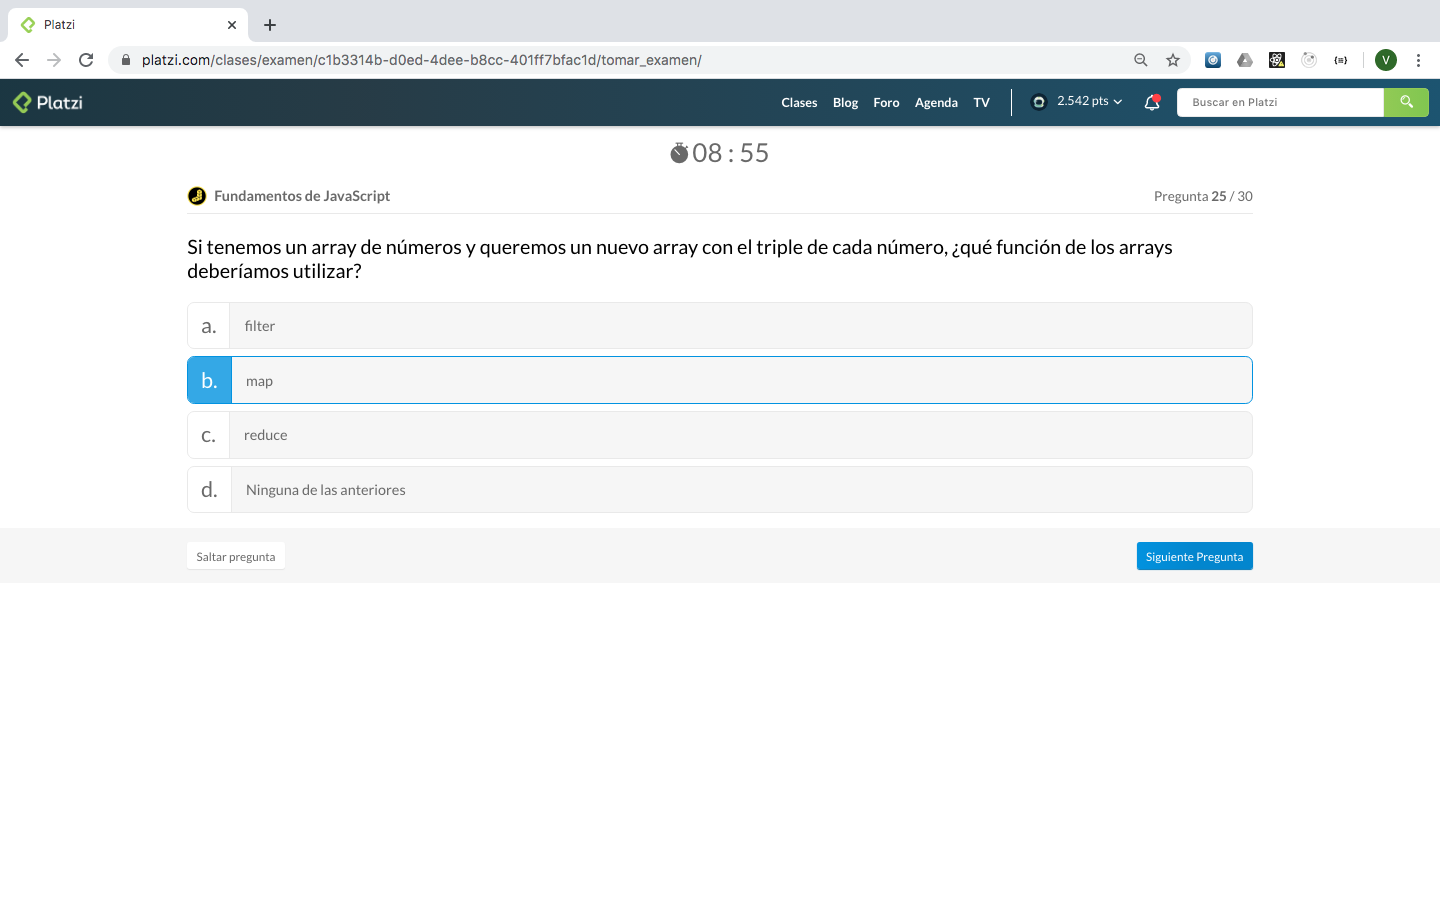 Platzi
platzi.com/clases/examen/c1b3314b-d0ed-4dee-b8cc-401ff7bfac1d/tomar_examen/
V
Platzi
Clases Blog Foro Agenda TV
2.542 pts
Buscar en Platzi
08 : 55
Fundamentos de JavaScript
Pregunta 25 / 30
Si tenemos un array de números y queremos un nuevo array con el triple de cada número, ¿qué función de los arrays
deberíamos utilizar?
a. filter
b. map
c. reduce
d. Ninguna de las anteriores
Saltar pregunta
Siguiente Pregunta